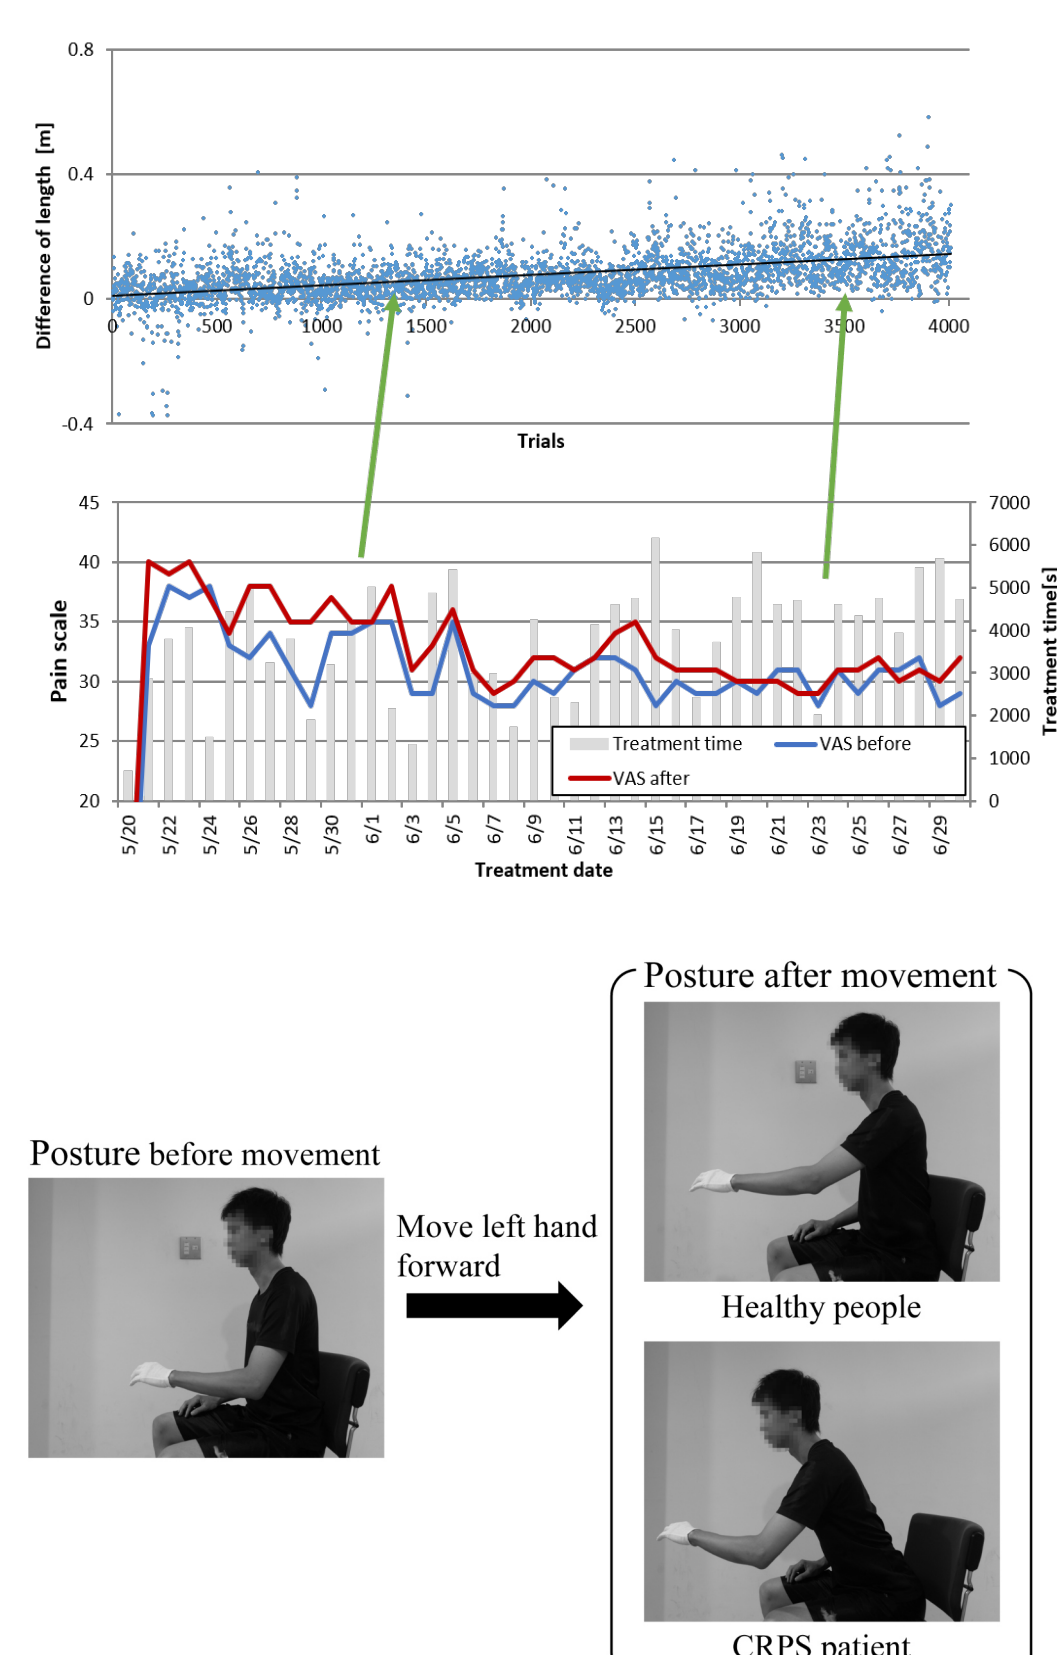 0.8
0.4
0
-0.4
Difference of length [m]
0 500 1000 1500 2000 2500 3000 3500 4000
Trials
45
40
35
30
25
20
Pain scale
7000
6000
5000
4000
3000
2000
1000
0
Treatment time[s]
Treatment time VAS before
VAS after
5/20 5/22 5/24 5/26 5/28 5/30 6/1 6/3 6/5 6/7 6/9 6/11 6/13 6/15 6/17 6/19 6/21 6/23 6/25 6/27 6/29
Treatment date
Posture after movement
Posture before movement
Move left hand
forward
Healthy people
CRPS patient